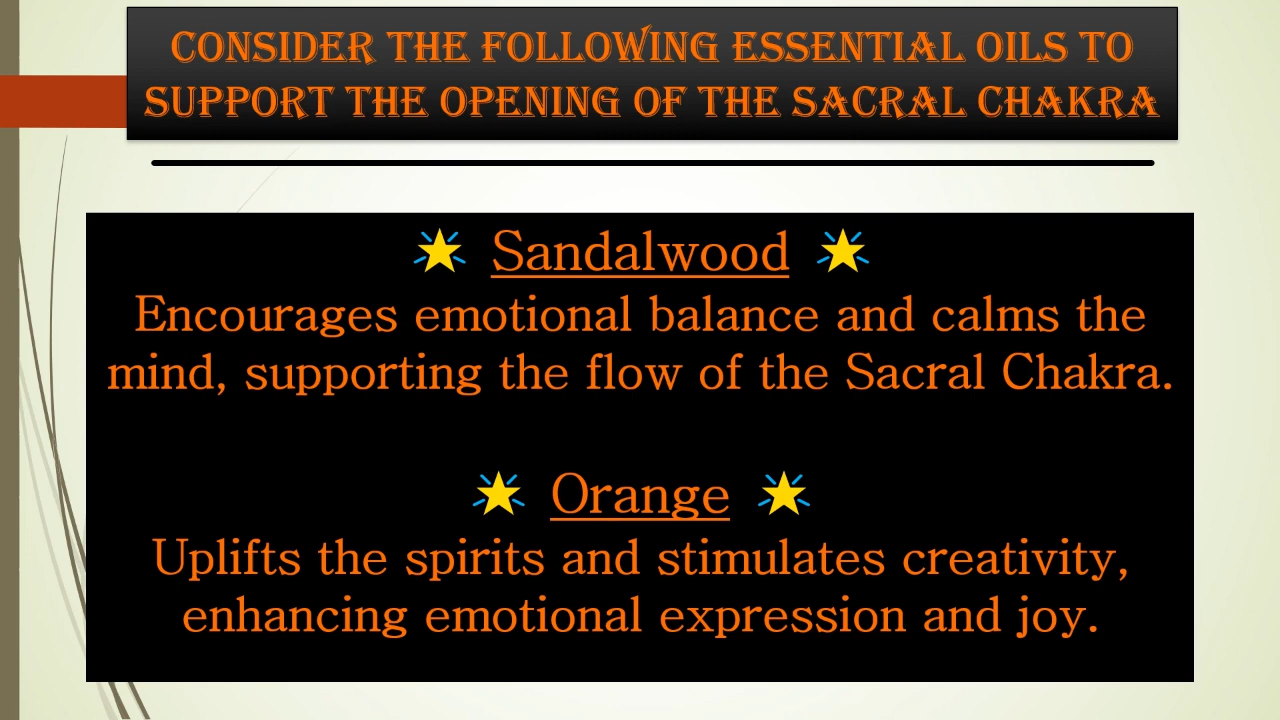 CONSIDER THE FOLLOWING ESSENTIAL OILS TO
SUPPORT THE OPENING OF THE SACRAL CHAKRA
🌟 Sandalwood 🌟
Encourages emotional balance and calms the
mind, supporting the flow of the Sacral Chakra.
🌟 Orange 🌟
Uplifts the spirits and stimulates creativity,
enhancing emotional expression and joy.